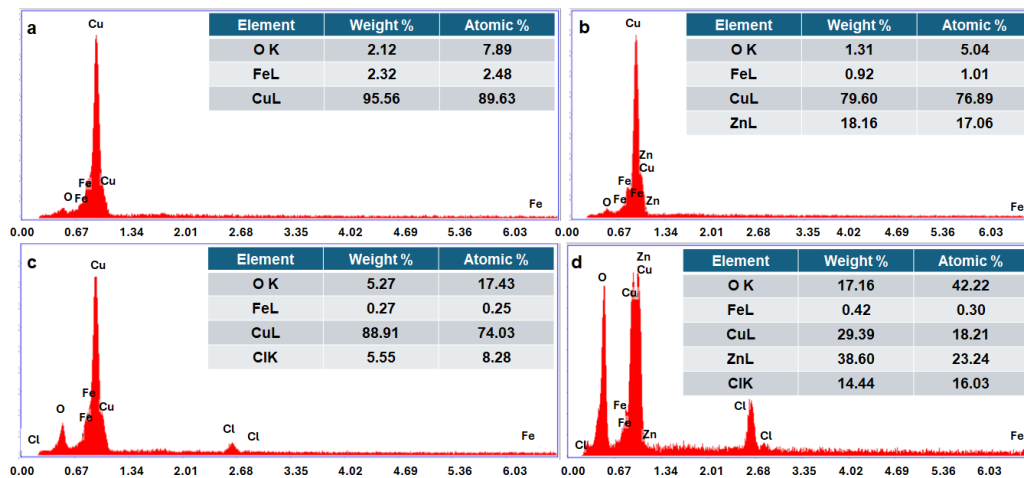 a
Cu
Element Weight % Atomic %
O K 2.12 7.89
FeL 2.32 2.48
CuL 95.56 89.63
Fe
Cu
O
Fe
Fe
0.00 0.67 1.34 2.01 2.68 3.35 4.02 4.69 5.36 6.03
b
Cu
Element Weight % Atomic %
O K 1.31 5.04
FeL 0.92 1.01
CuL 79.60 76.89
ZnL 18.16 17.06
Zn
Cu
Fe
Fe
O
Fe
Zn
Fe
0.00 0.67 1.34 2.01 2.68 3.35 4.02 4.69 5.36 6.03
c
Cu
Element Weight % Atomic %
O K 5.27 17.43
FeL 0.27 0.25
CuL 88.91 74.03
ClK 5.55 8.28
Fe
O
Cu
Fe
Cl
Cl
Cl
Fe
0.00 0.67 1.34 2.01 2.68 3.35 4.02 4.69 5.36 6.03
d
Zn
Cu
O
Cu
Element Weight % Atomic %
O K 17.16 42.22
FeL 0.42 0.30
CuL 29.39 18.21
ZnL 38.60 23.24
ClK 14.44 16.03
Fe
Cl
Fe
Zn
Cl
Cl
Fe
0.00 0.67 1.34 2.01 2.68 3.35 4.02 4.69 5.36 6.03